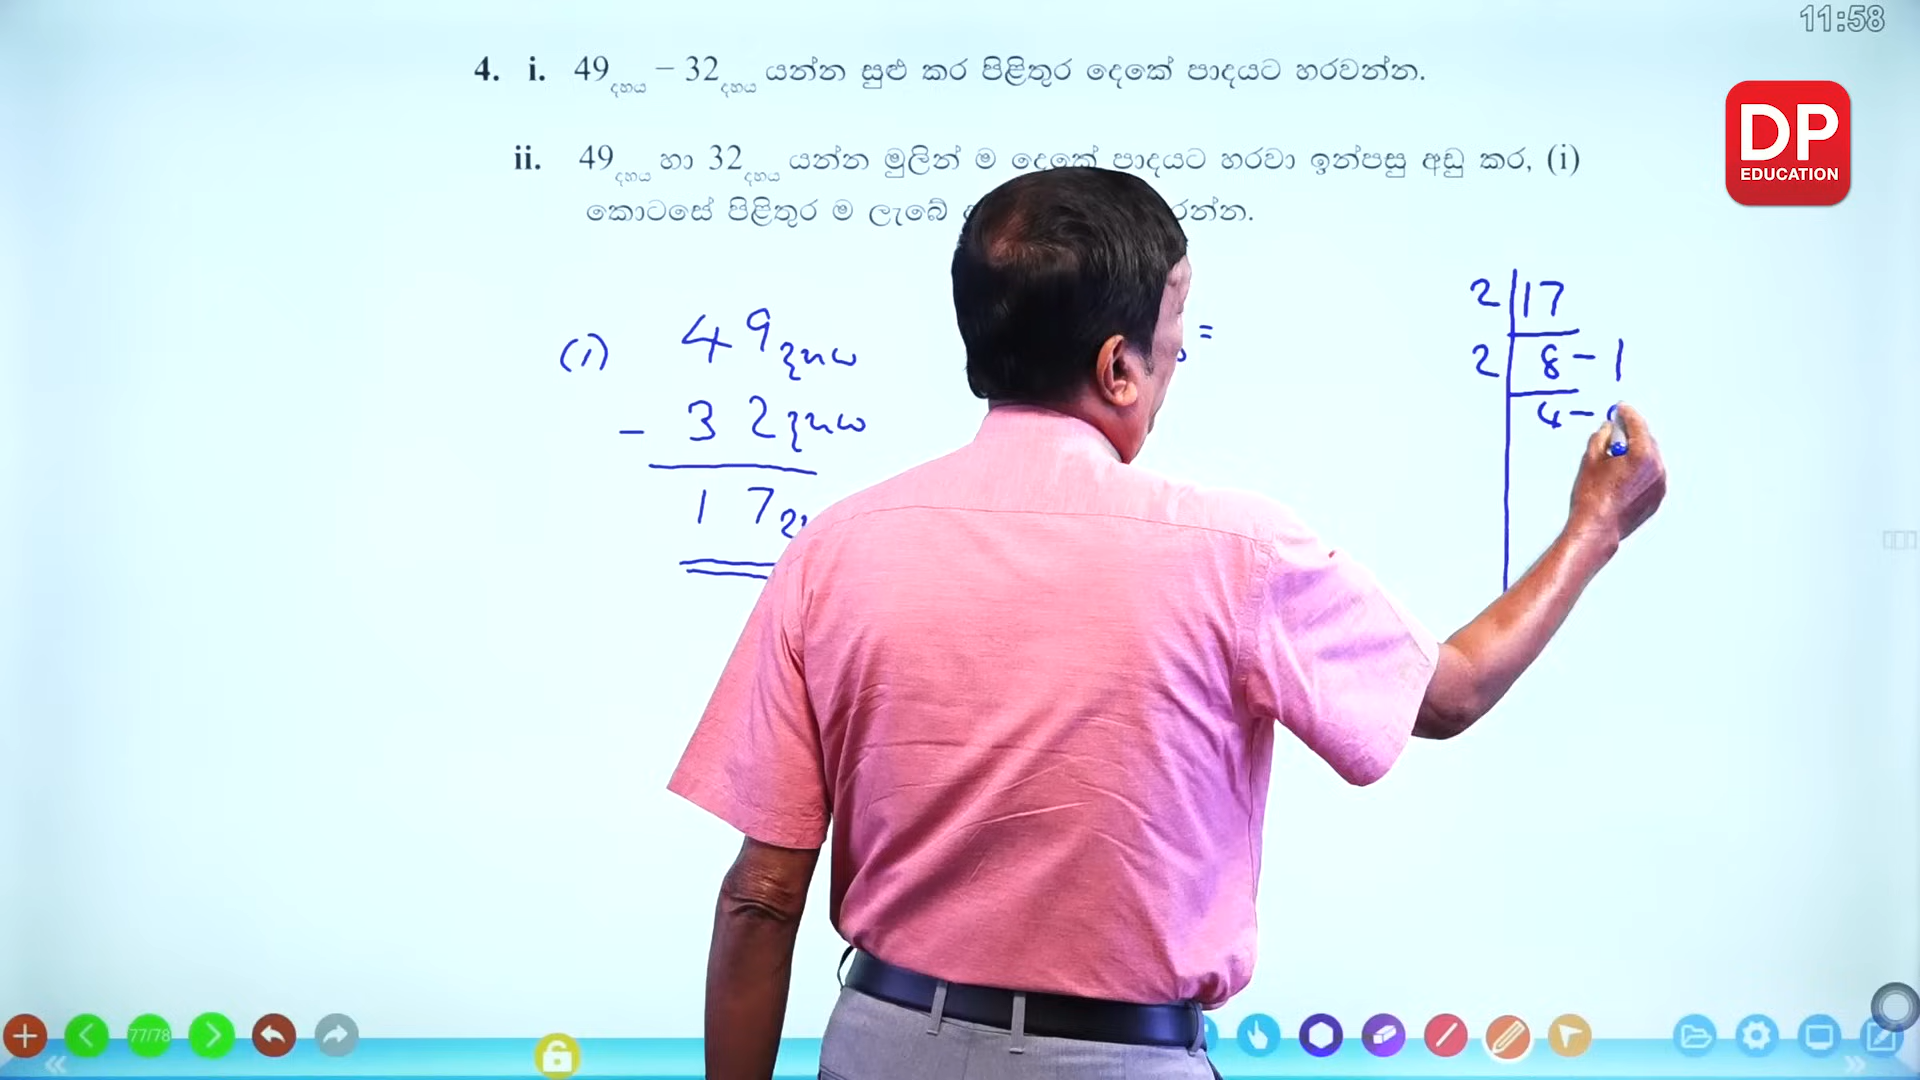 11:58
4. i. 49දහය − 32දහය යන්න සුළු කර පිළිතුර දෙකේ පාදයට හරවන්න.
DP
EDUCATION
ii. 49දහය හා 32දහය යන්න මුලින් ම දෙකේ පාදයට හරවා ඉන්පසු අඩු කර, (i)
කොටසේ පිළිතුර ම ලැබේ
(i) 49දහය
− 32දහය
17
=
2 17
2 8 − 1
4 −
77/78